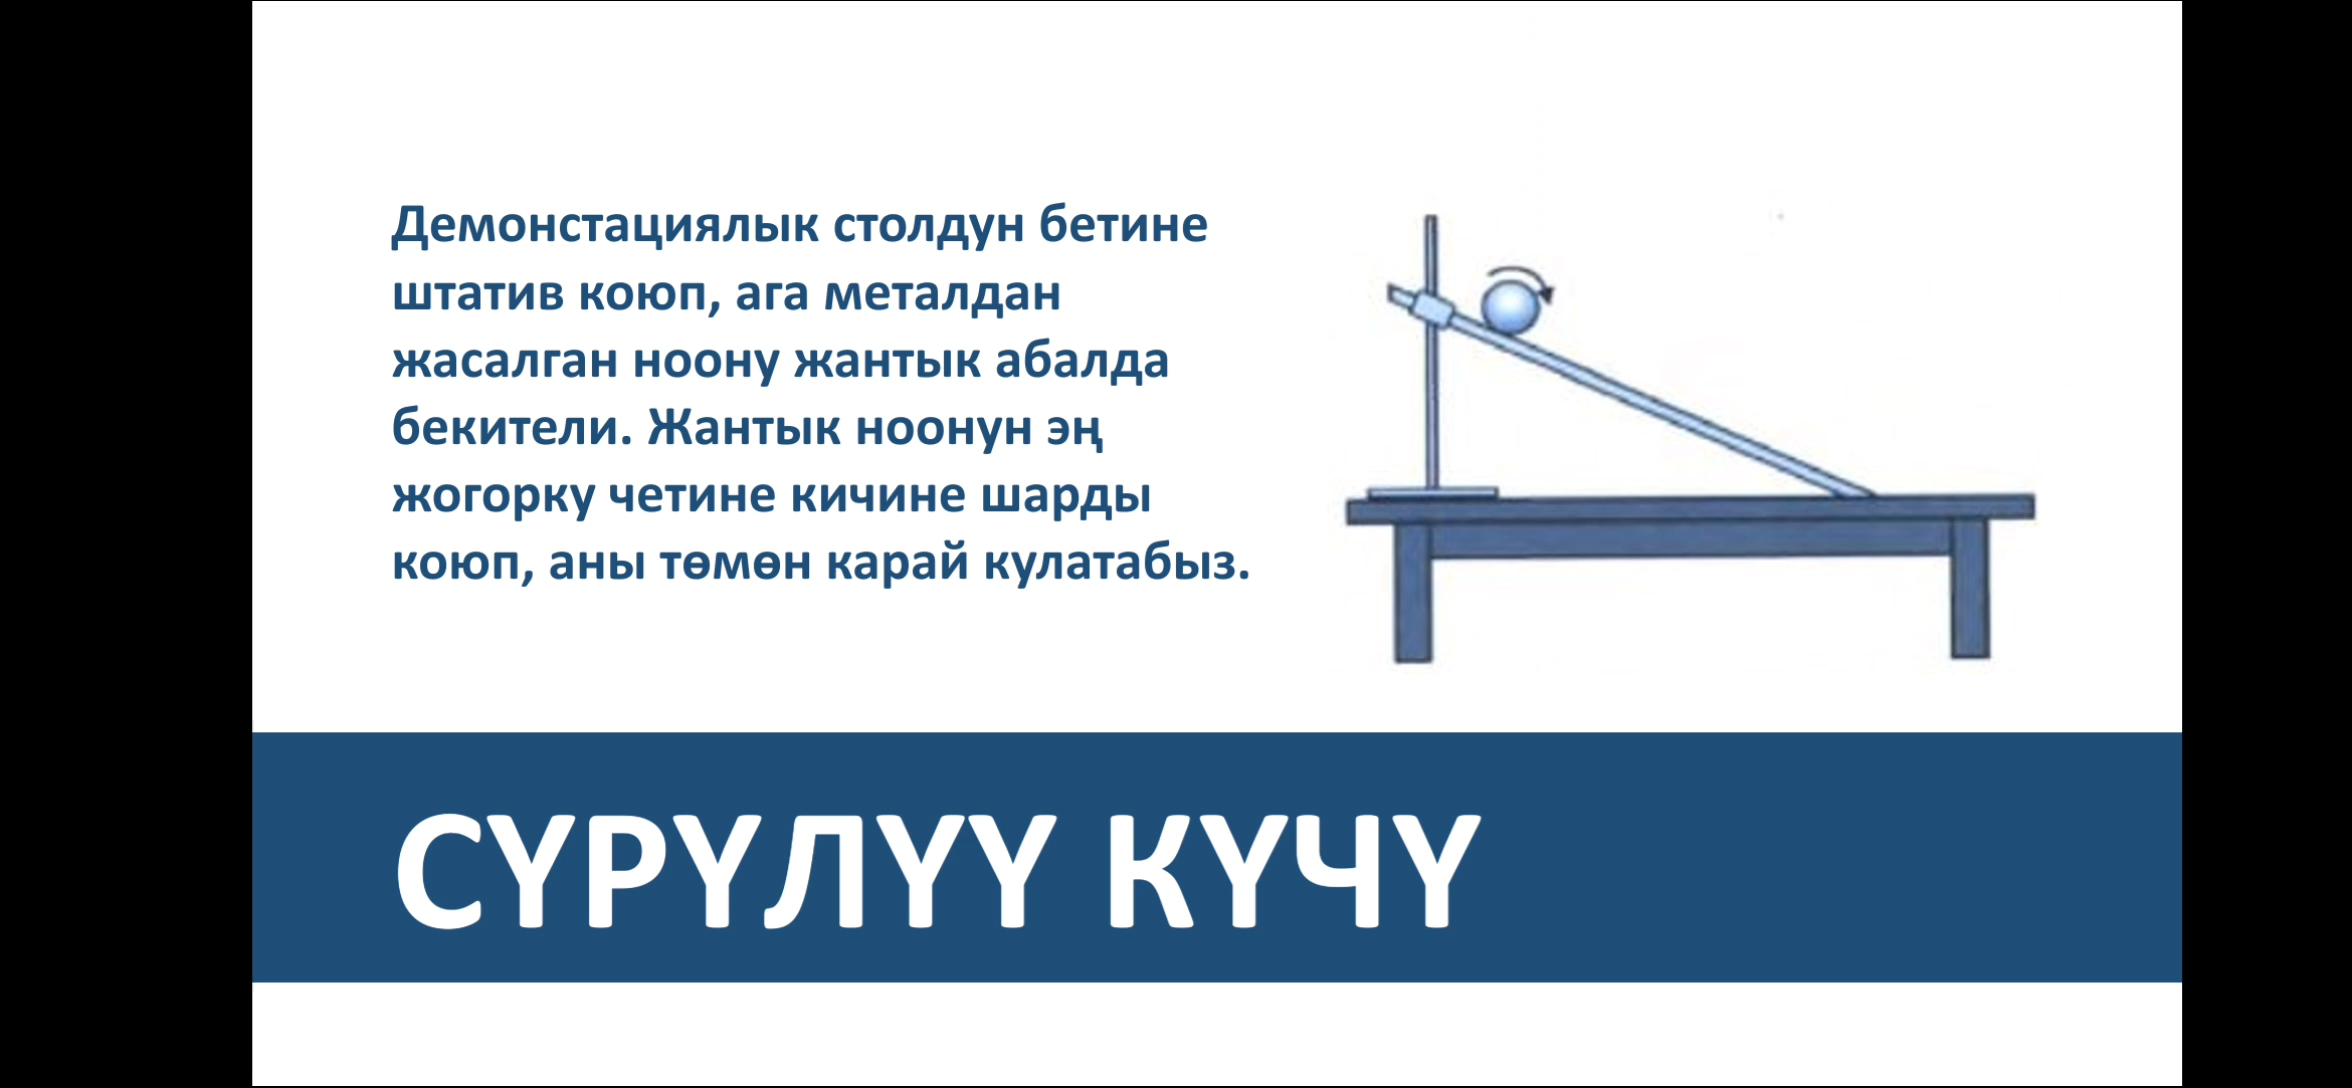 Демонстациялык столдун бетине
штатив коюп, ага металдан
жасалган ноону жантык абалда
бекители. Жантык ноонун эң
жогорку четине кичине шарды
коюп, аны төмөн карай кулатабыз.
СҮРҮЛҮҮ КҮЧҮ